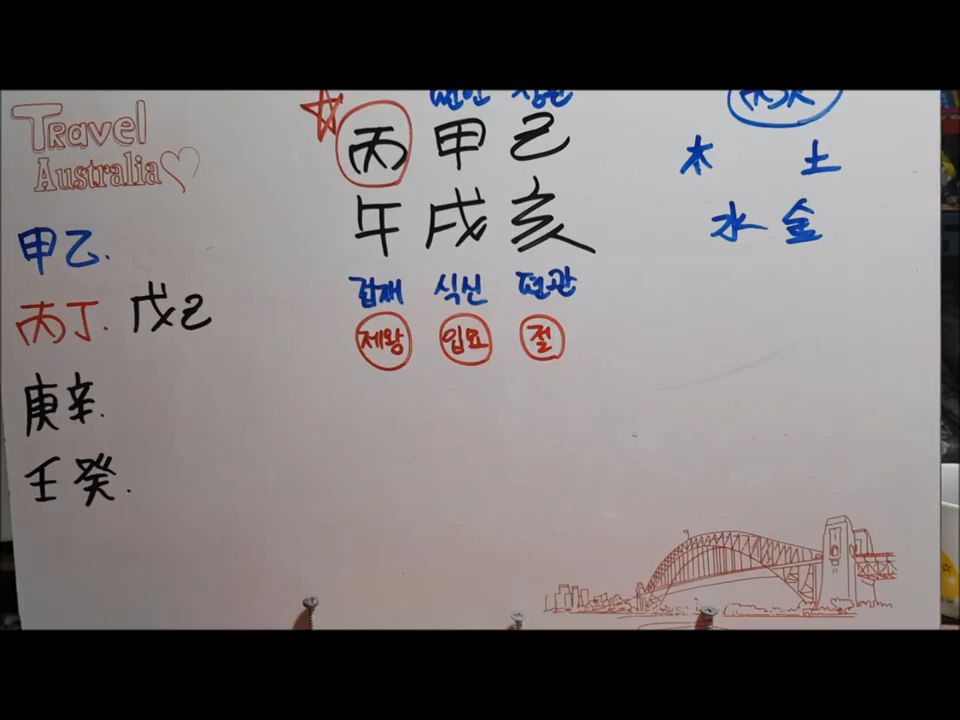 Travel
Australia
甲乙.
丙丁. 戊己
庚辛.
壬癸.
丙 甲 己
午 戌 亥
겁재 식신 편관
제왕 입묘 절
木 土
水 金